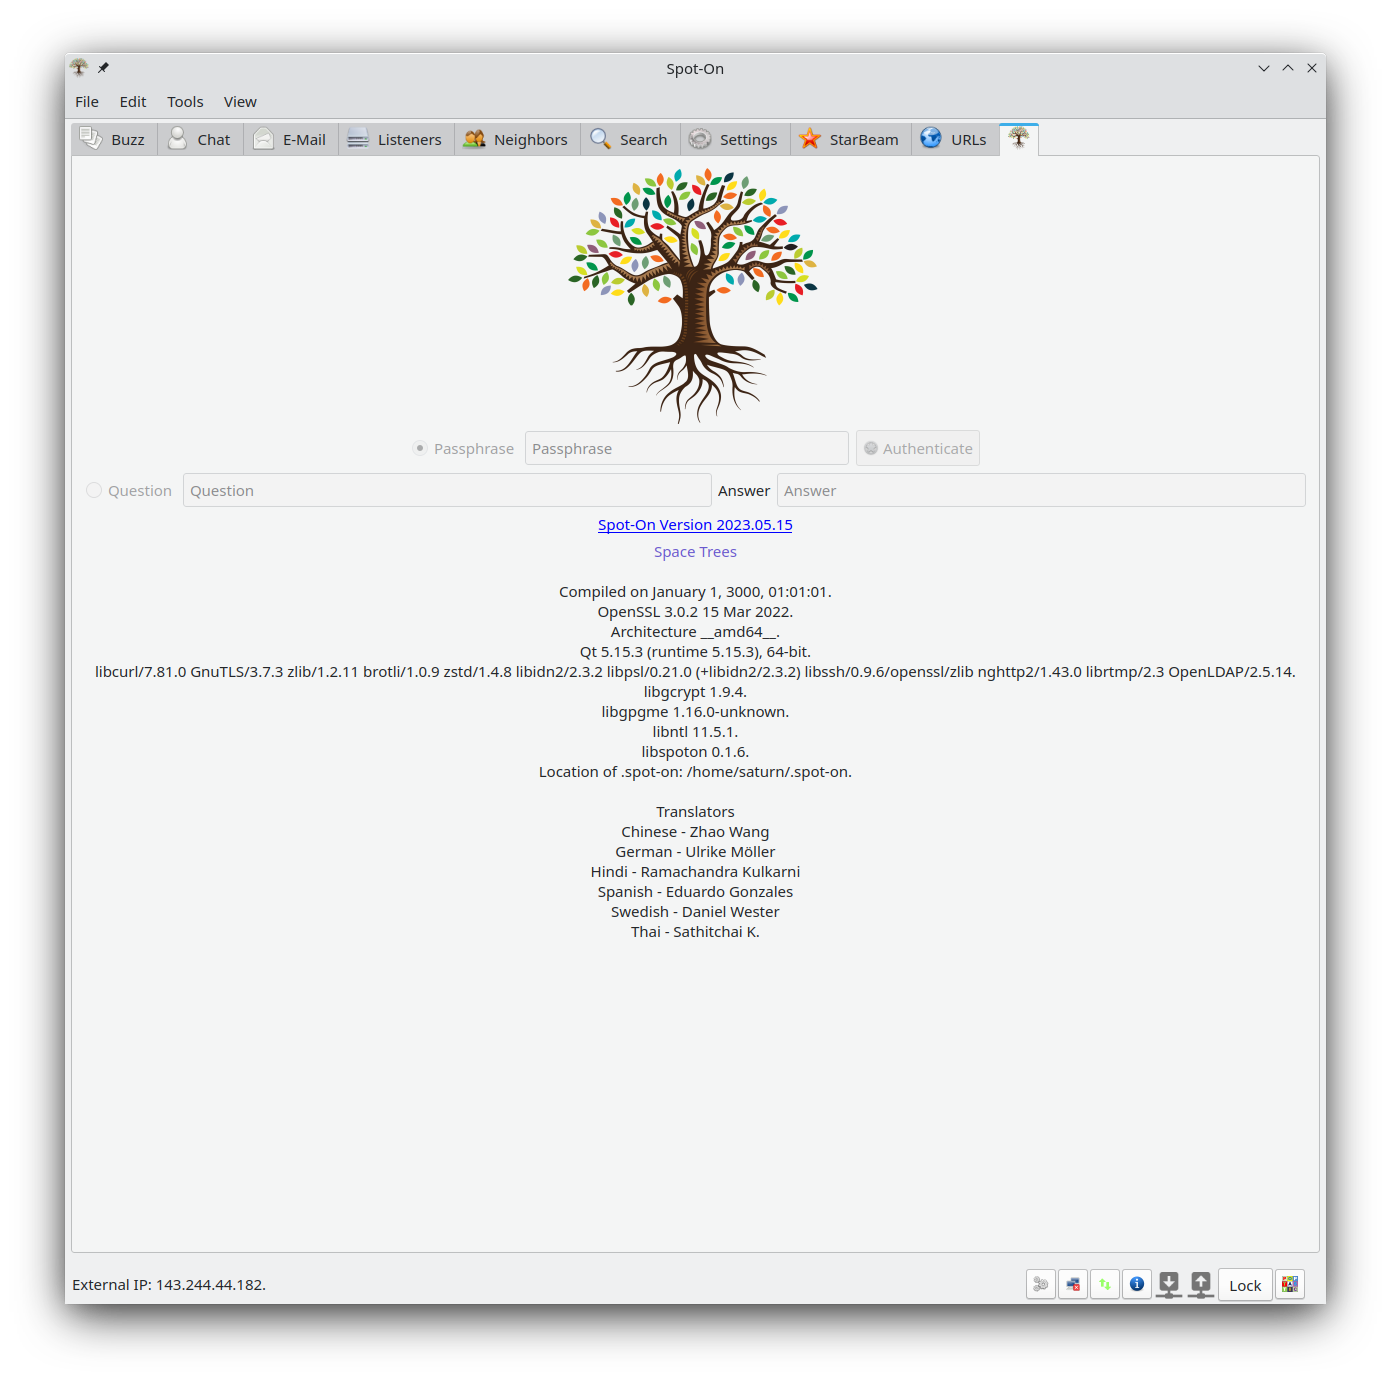 Spot-On
File Edit Tools View
Buzz Chat E-Mail Listeners Neighbors Search Settings StarBeam URLs
Passphrase Passphrase Authenticate
Question Question Answer Answer
Spot-On Version 2023.05.15
Space Trees
Compiled on January 1, 3000, 01:01:01.
OpenSSL 3.0.2 15 Mar 2022.
Architecture __amd64__.
Qt 5.15.3 (runtime 5.15.3), 64-bit.
libcurl/7.81.0 GnuTLS/3.7.3 zlib/1.2.11 brotli/1.0.9 zstd/1.4.8 libidn2/2.3.2 libpsl/0.21.0 (+libidn2/2.3.2) libssh/0.9.6/openssl/zlib nghttp2/1.43.0 librtmp/2.3 OpenLDAP/2.5.14.
libgcrypt 1.9.4.
libgpgme 1.16.0-unknown.
libntl 11.5.1.
libspoton 0.1.6.
Location of .spot-on: /home/saturn/.spot-on.
Translators
Chinese - Zhao Wang
German - Ulrike Möller
Hindi - Ramachandra Kulkarni
Spanish - Eduardo Gonzales
Swedish - Daniel Wester
Thai - Sathitchai K.
External IP: 143.244.44.182. Lock